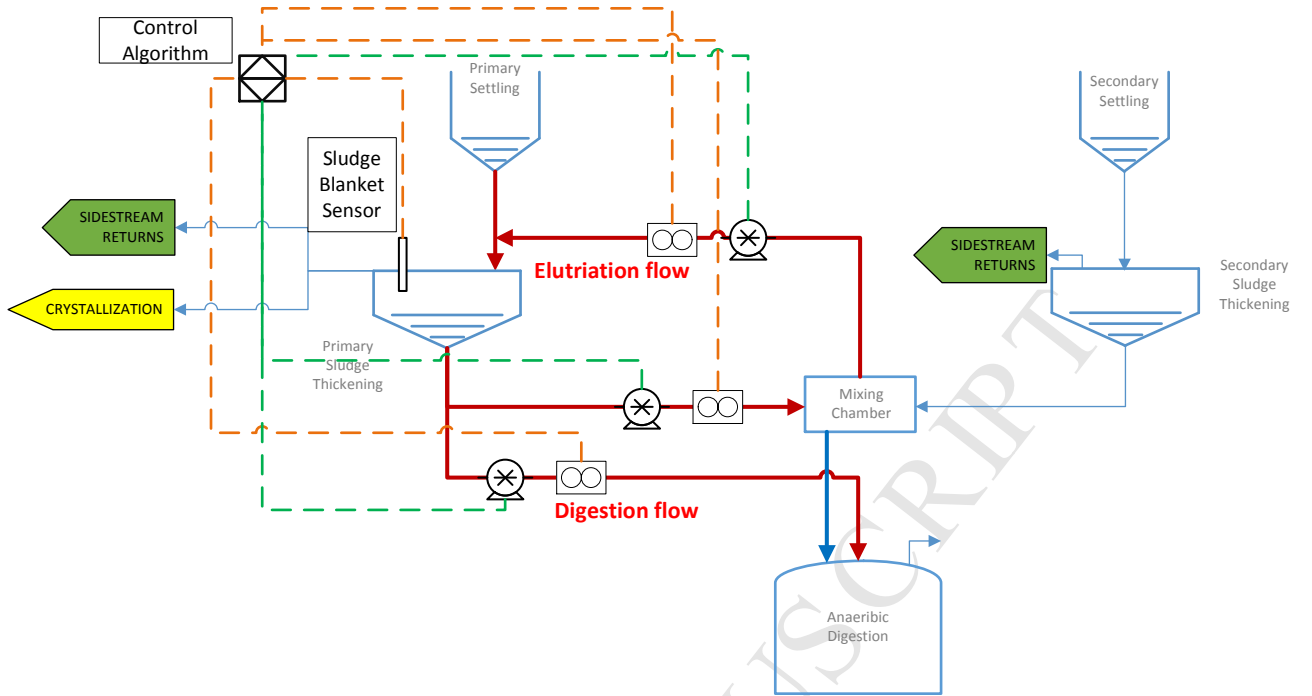 Control
Algorithm
Primary
Settling
Secondary
Settling
Sludge
Blanket
Sensor
SIDESTREAM
RETURNS
Elutriation flow
SIDESTREAM
RETURNS
Secondary
Sludge
Thickening
CRYSTALLIZATION
Primary
Sludge
Thickening
Mixing
Chamber
Digestion flow
Anaeribic
Digestion
USCRIPT